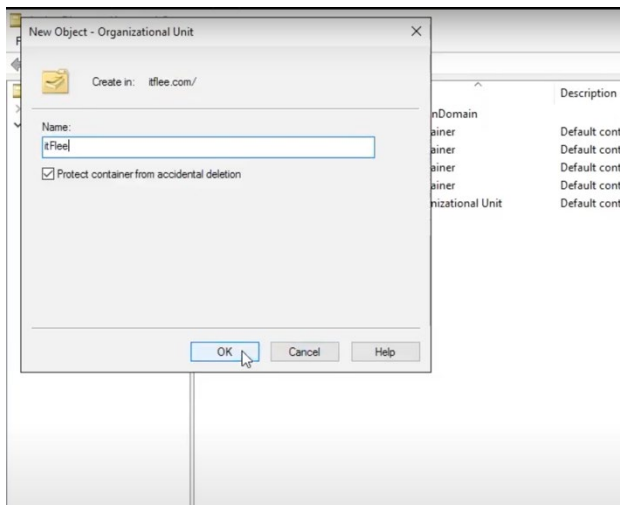 New Object - Organizational Unit
Create in: itflee.com/
Name:
itFlee
Protect container from accidental deletion
OK Cancel Help
Description
nDomain
ainer Default cont
ainer Default cont
ainer Default cont
ainer Default cont
nizational Unit Default cont